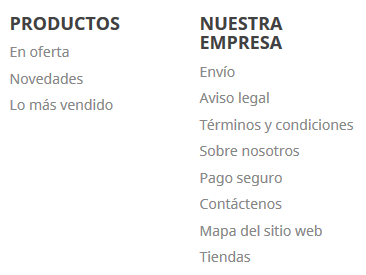 PRODUCTOS
En oferta
Novedades
Lo más vendido
NUESTRA
EMPRESA
Envío
Aviso legal
Términos y condiciones
Sobre nosotros
Pago seguro
Contáctenos
Mapa del sitio web
Tiendas